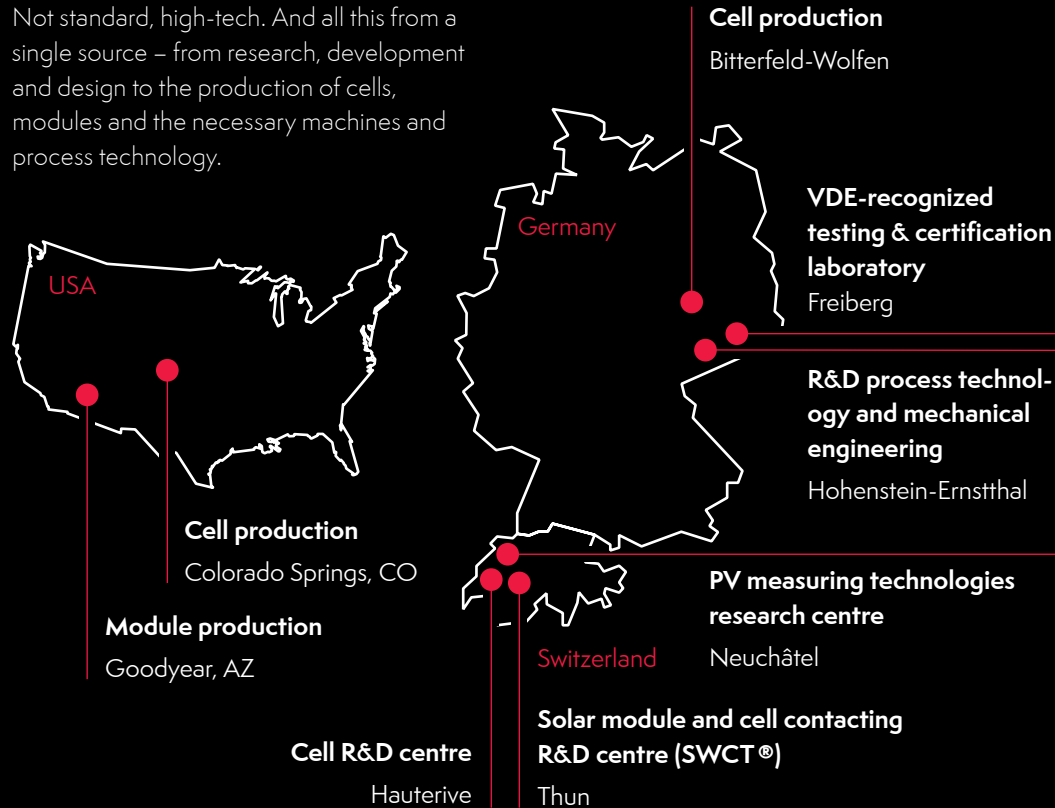 Not standard, high-tech. And all this from a
single source – from research, development
and design to the production of cells,
modules and the necessary machines and
process technology.
Cell production
Bitterfeld-Wolfen
Germany
VDE-recognized
testing & certification
laboratory
Freiberg
USA
R&D process technol-
ogy and mechanical
engineering
Hohenstein-Ernstthal
Cell production
Colorado Springs, CO
Module production
Goodyear, AZ
PV measuring technologies
research centre
Neuchâtel
Switzerland
Solar module and cell contacting
R&D centre (SWCT®)
Thun
Cell R&D centre
Hauterive